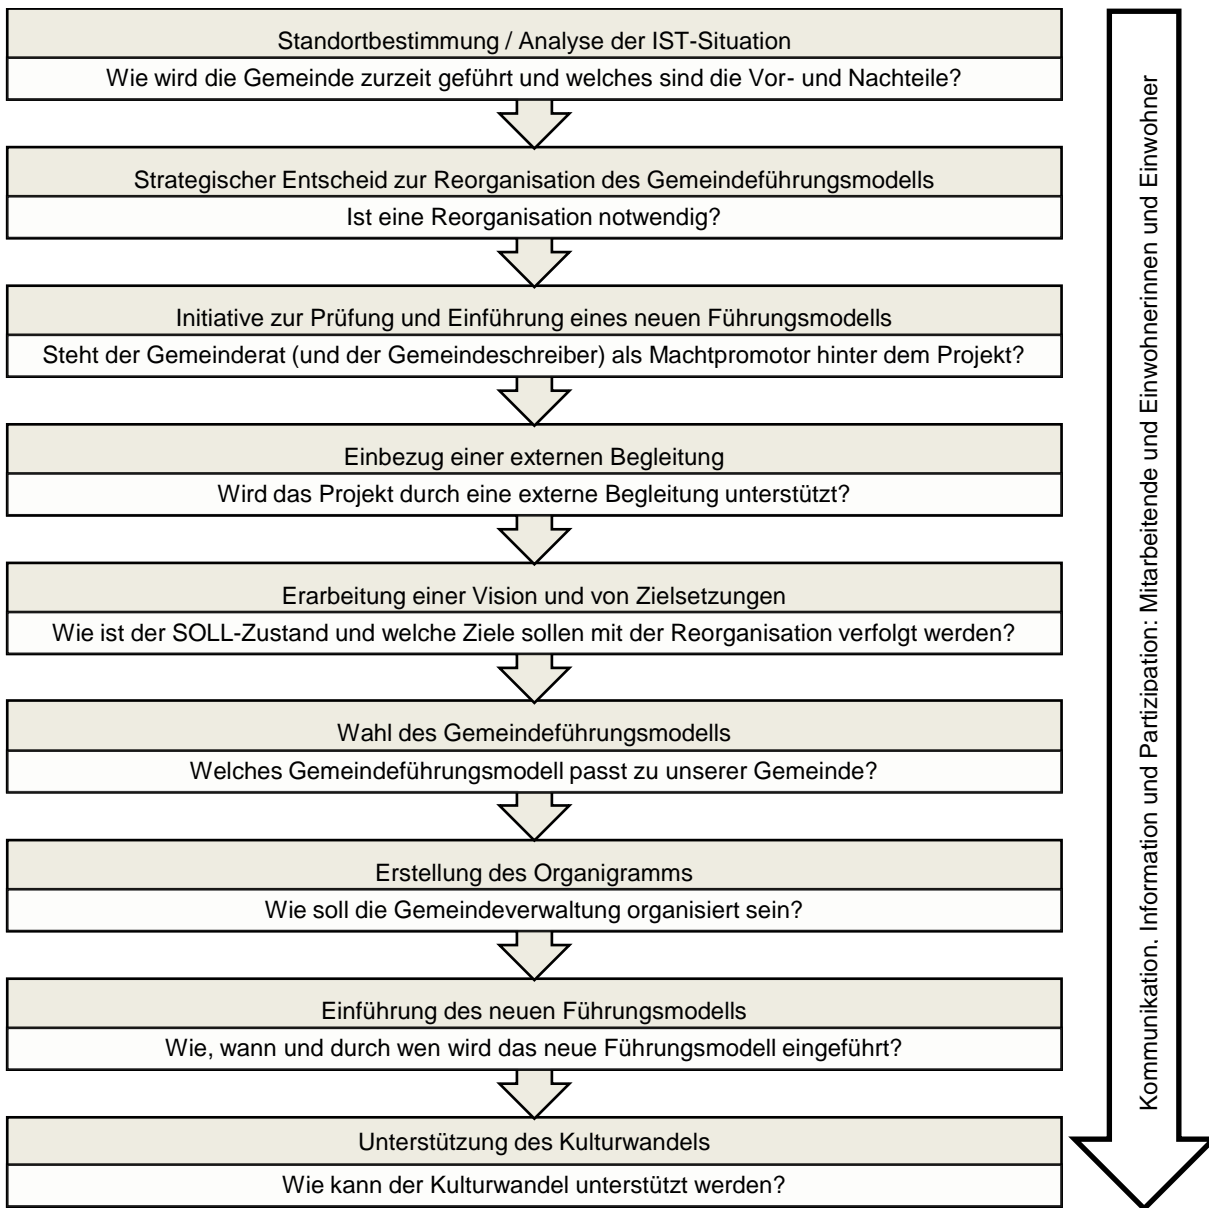 Standortbestimmung / Analyse der IST-Situation
Wie wird die Gemeinde zurzeit geführt und welches sind die Vor- und Nachteile?
Strategischer Entscheid zur Reorganisation des Gemeindeführungsmodells
Ist eine Reorganisation notwendig?
Initiative zur Prüfung und Einführung eines neuen Führungsmodells
Steht der Gemeinderat (und der Gemeindeschreiber) als Machtpromotor hinter dem Projekt?
Einbezug einer externen Begleitung
Wird das Projekt durch eine externe Begleitung unterstützt?
Erarbeitung einer Vision und von Zielsetzungen
Wie ist der SOLL-Zustand und welche Ziele sollen mit der Reorganisation verfolgt werden?
Wahl des Gemeindeführungsmodells
Welches Gemeindeführungsmodell passt zu unserer Gemeinde?
Erstellung des Organigramms
Wie soll die Gemeindeverwaltung organisiert sein?
Einführung des neuen Führungsmodells
Wie, wann und durch wen wird das neue Führungsmodell eingeführt?
Unterstützung des Kulturwandels
Wie kann der Kulturwandel unterstützt werden?
Kommunikation, Information und Partizipation: Mitarbeitende und Einwohnerinnen und Einwohner